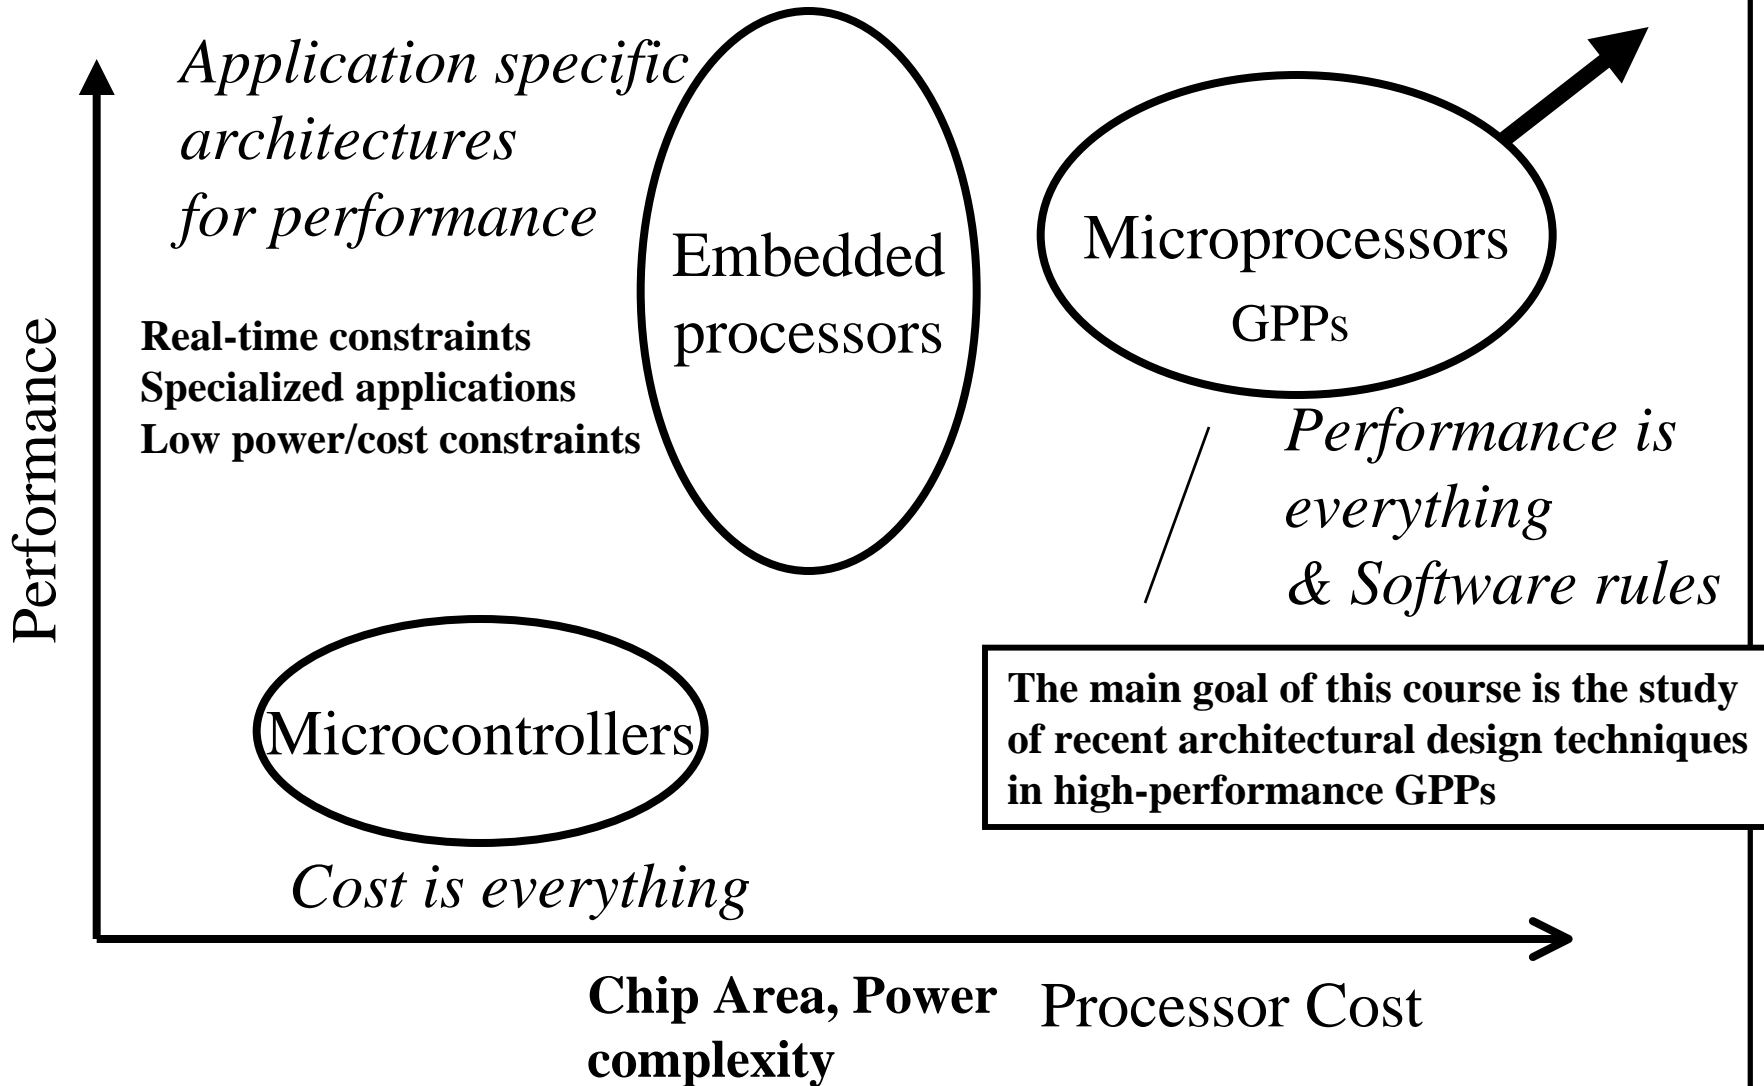 Application specific
architectures
for performance
Real-time constraints
Specialized applications
Low power/cost constraints
Embedded
processors
Microprocessors
GPPs
Performance is
everything
& Software rules
Performance
Microcontrollers
Cost is everything
The main goal of this course is the study
of recent architectural design techniques
in high-performance GPPs
Chip Area, Power
complexity
Processor Cost